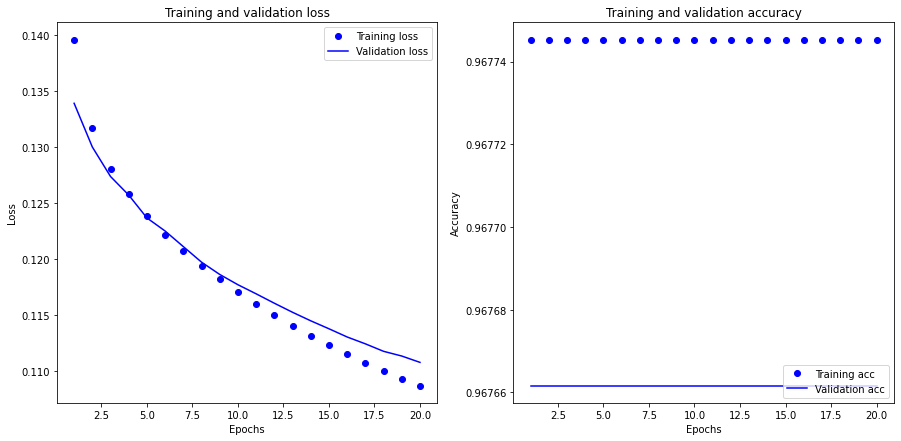 Training and validation loss
0.140
0.135
0.130
0.125
0.120
0.115
0.110
Loss
Training loss
Validation loss
2.5 5.0 7.5 10.0 12.5 15.0 17.5 20.0
Epochs
Training and validation accuracy
0.96774
0.96772
0.96770
0.96768
0.96766
Accuracy
Training acc
Validation acc
2.5 5.0 7.5 10.0 12.5 15.0 17.5 20.0
Epochs